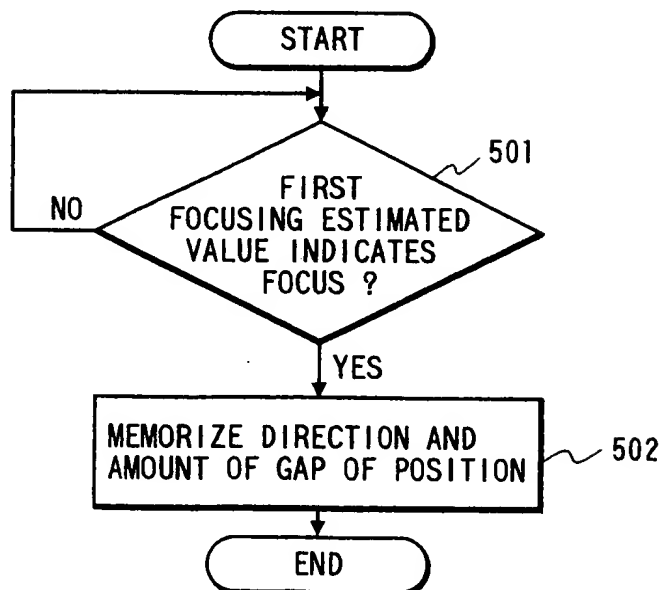 START
501
FIRST
FOCUSING ESTIMATED
VALUE INDICATES
FOCUS ?
NO
YES
MEMORIZE DIRECTION AND
AMOUNT OF GAP OF POSITION
502
END